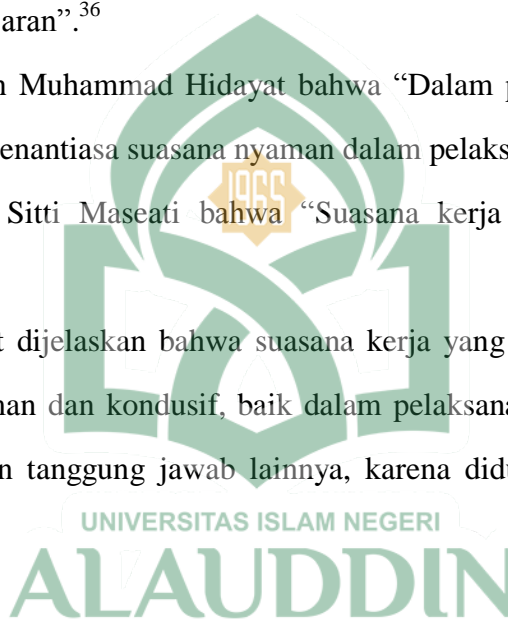 aran”.36
n Muhammad Hidayat bahwa “Dalam p
enantiasa suasana nyaman dalam pelaks
Sitti Maseati bahwa “Suasana kerja
t dijelaskan bahwa suasana kerja yang
nan dan kondusif, baik dalam pelaksana
n tanggung jawab lainnya, karena didu
1965
UNIVERSITAS ISLAM NEGERI
ALAUDDIN